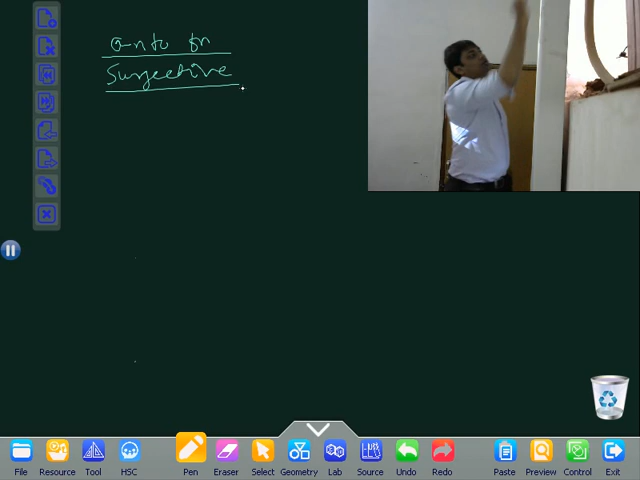 onto fn
Surjective
File
Resource
Tool
HSC
Pen
Eraser
Select
Geometry
Lab
Source
Undo
Redo
Paste
Preview
Control
Exit